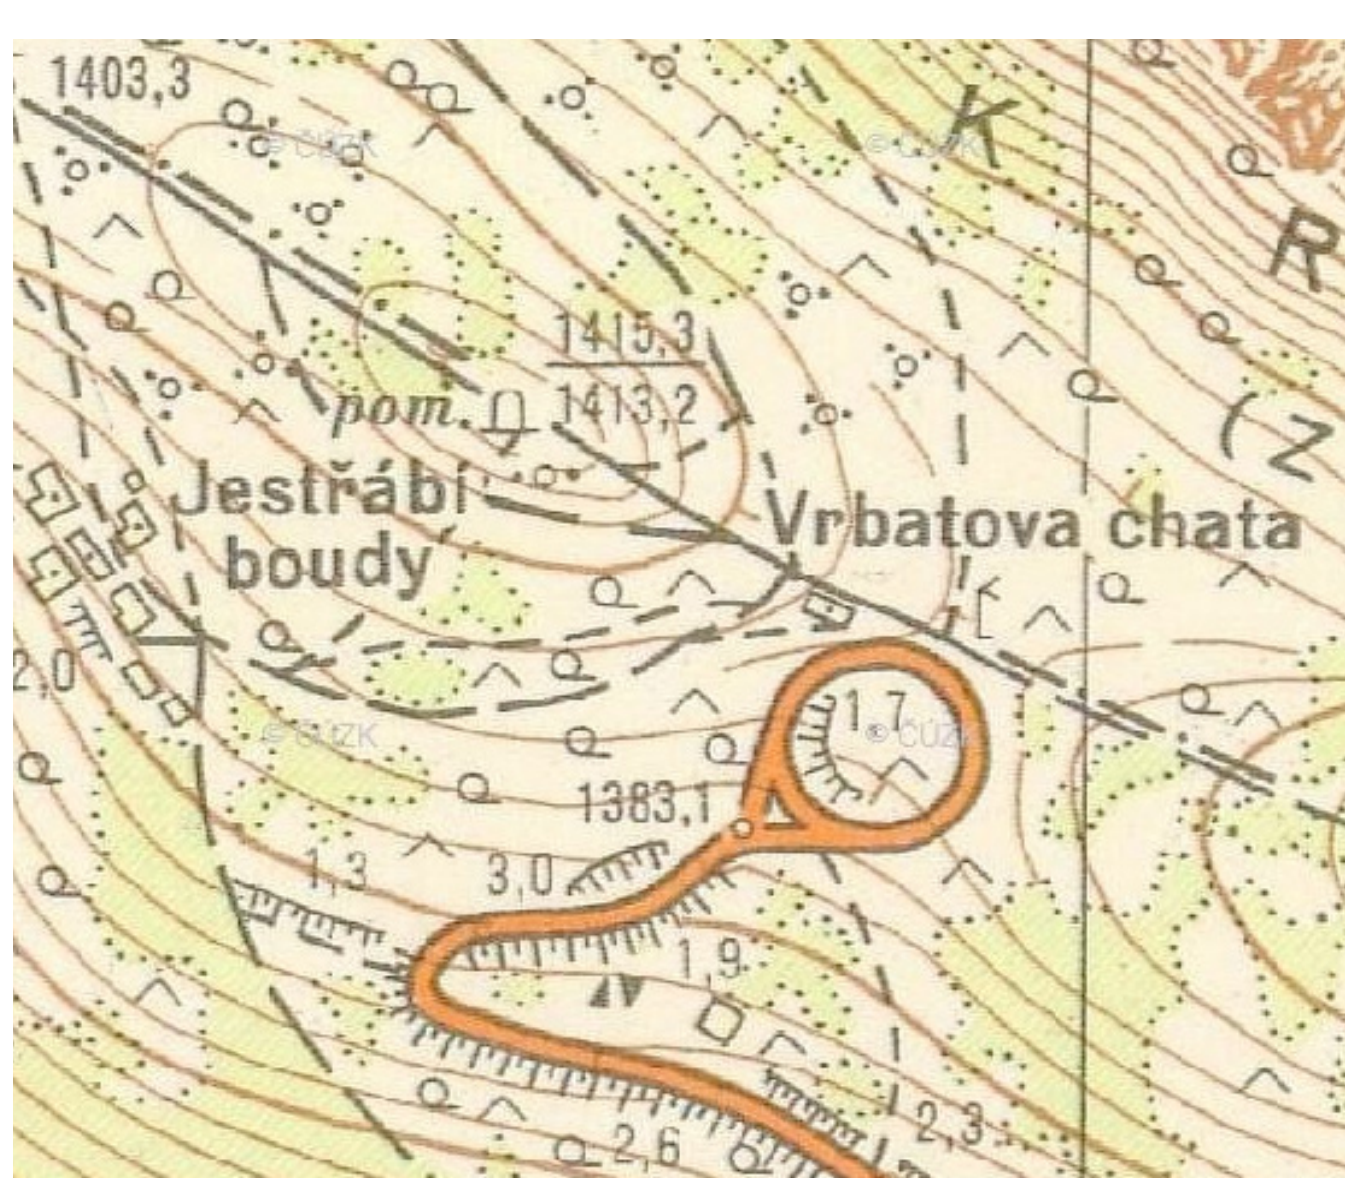 1403,3
K
© ČÚZK
© ČÚZK
R
1415,3
1413,2
pom.
(Z
Jestřábí
boudy
Vrbatova chata
2,0
1,7
© ČÚZK
© ČÚZK
1383,1
1,3
3,0
1,9
2,3
2,6